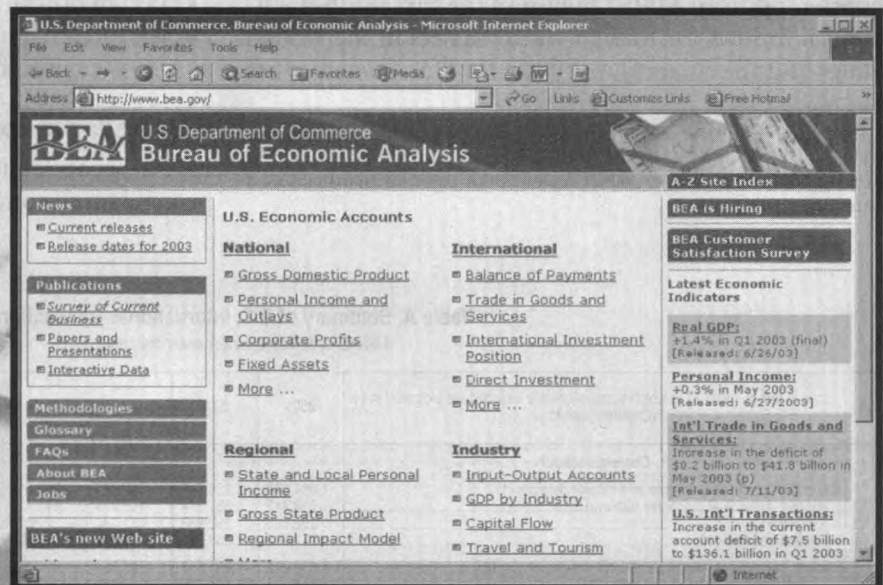 U.S. Department of Commerce. Bureau of Economic Analysis - Microsoft Internet Explorer
File Edit View Favorites Tools Help
Back Search Favorites Media
Address http://www.bea.gov/ Go Links Customize Links Free Hotmail »
BEA U.S. Department of Commerce
Bureau of Economic Analysis
A-Z Site Index
News
Current releases
Release dates for 2003
Publications
Survey of Current
Business
Papers and
Presentations
Interactive Data
Methodologies
Glossary
FAQs
About BEA
Jobs
BEA's new Web site
U.S. Economic Accounts
National
Gross Domestic Product
Personal Income and
Outlays
Corporate Profits
Fixed Assets
More ...
International
Balance of Payments
Trade in Goods and
Services
International Investment
Position
Direct Investment
More ...
Regional
State and Local Personal
Income
Gross State Product
Regional Impact Model
More
Industry
Input-Output Accounts
GDP by Industry
Capital Flow
Travel and Tourism
BEA is Hiring
BEA Customer
Satisfaction Survey
Latest Economic
Indicators
Real GDP:
+1.4% in Q1 2003 (final)
[Released: 6/26/03]
Personal Income:
+0.3% in May 2003
[Released: 6/27/2003]
Int'l Trade in Goods and
Services:
Increase in the deficit of
$0.2 billion to $41.8 billion in
May 2003 (p)
[Released: 7/11/03]
U.S. Int'l Transactions:
Increase in the current
account deficit of $7.5 billion
to $136.1 billion in Q1 2003
Internet